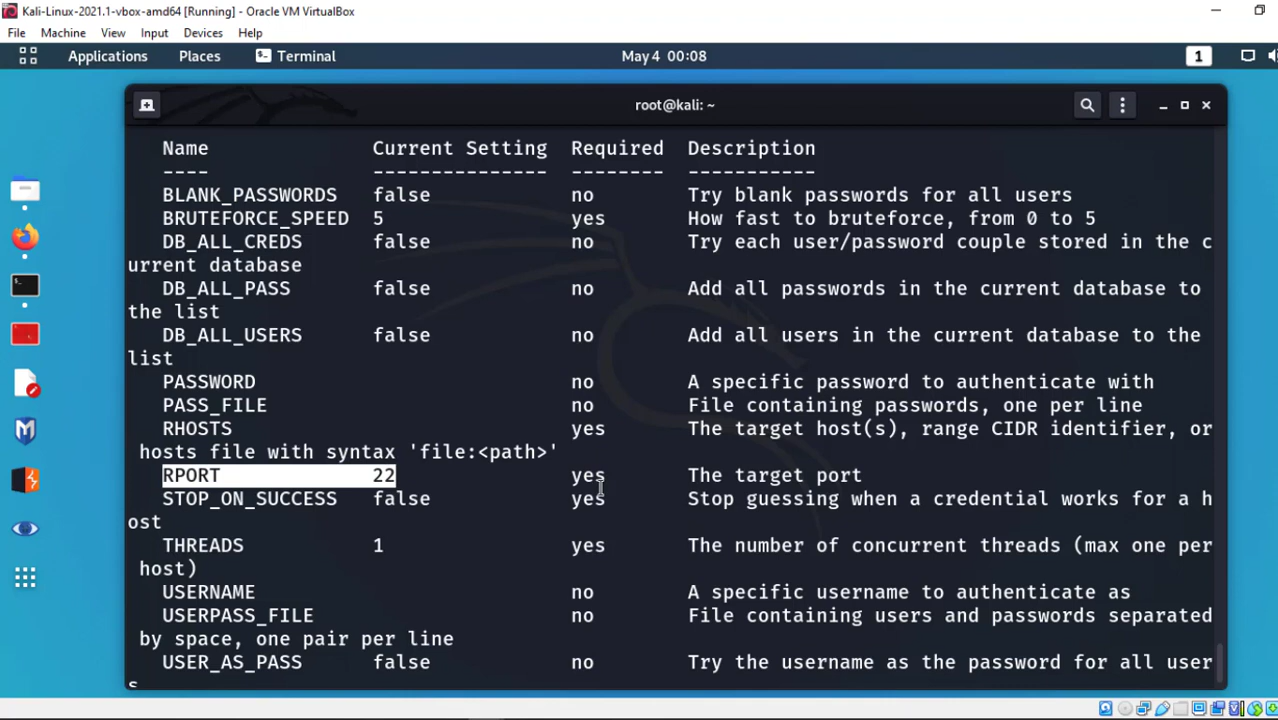 Kali-Linux-2021.1-vbox-amd64 [Running] - Oracle VM VirtualBox
File Machine View Input Devices Help
Applications Places Terminal May 4 00:08 1
root@kali: ~
Name Current Setting Required Description
---- --------------- -------- -----------
BLANK_PASSWORDS false no Try blank passwords for all users
BRUTEFORCE_SPEED 5 yes How fast to bruteforce, from 0 to 5
DB_ALL_CREDS false no Try each user/password couple stored in the c
urrent database
DB_ALL_PASS false no Add all passwords in the current database to
the list
DB_ALL_USERS false no Add all users in the current database to the
list
PASSWORD no A specific password to authenticate with
PASS_FILE no File containing passwords, one per line
RHOSTS yes The target host(s), range CIDR identifier, or
hosts file with syntax 'file:<path>'
RPORT 22 yes The target port
STOP_ON_SUCCESS false yes Stop guessing when a credential works for a h
ost
THREADS 1 yes The number of concurrent threads (max one per
host)
USERNAME no A specific username to authenticate as
USERPASS_FILE no File containing users and passwords separated
by space, one pair per line
USER_AS_PASS false no Try the username as the password for all user
s